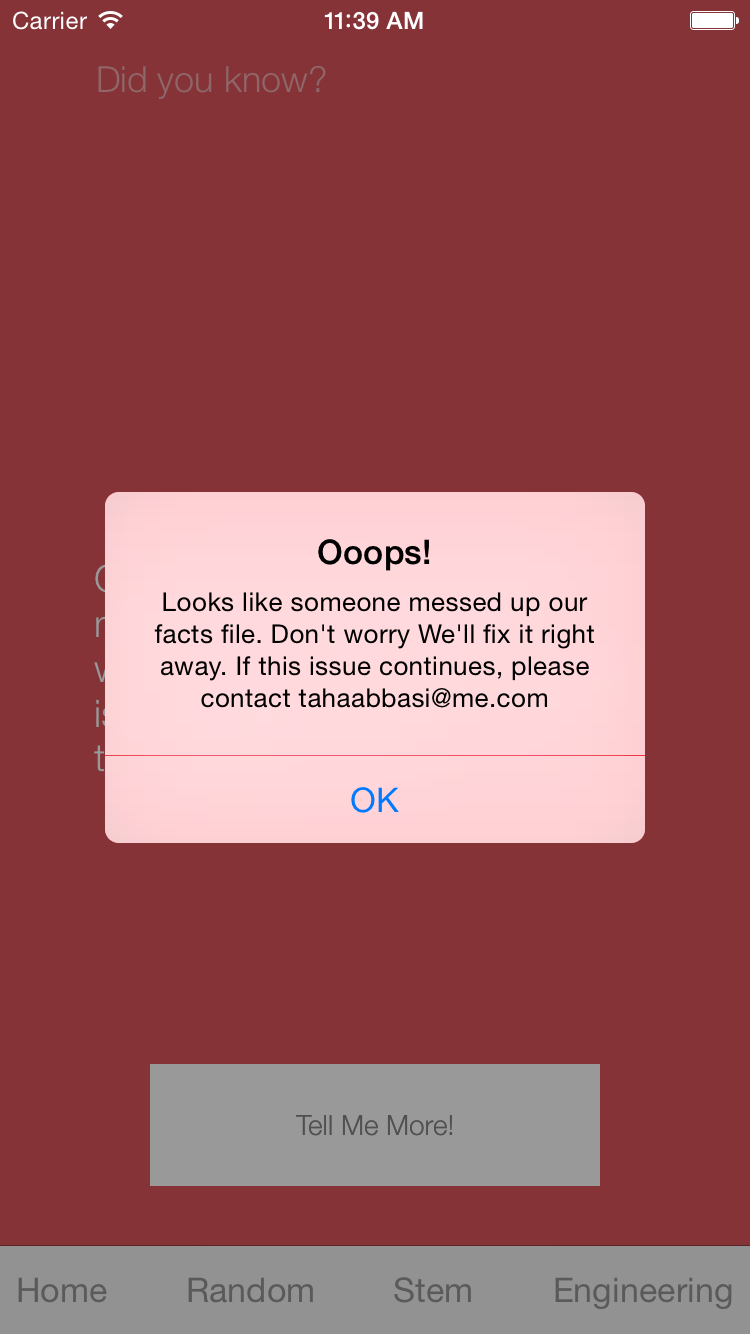 Carrier 11:39 AM
Did you know?
Ooops!
Looks like someone messed up our
facts file. Don't worry We'll fix it right
away. If this issue continues, please
contact tahaabbasi@me.com
OK
Tell Me More!
Home Random Stem Engineering